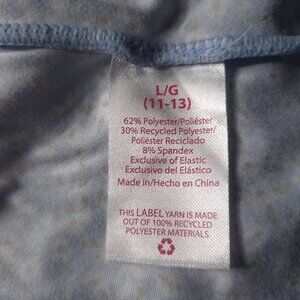 L/G
(11-13)
62% Polyester/Poliéster
30% Recycled Polyester/
Poliéster Reciclado
8% Spandex
Exclusive of Elastic
Exclusivo del Elástico
Made in/Hecho en China
THIS LABEL YARN IS MADE
OUT OF 100% RECYCLED
POLYESTER MATERIALS